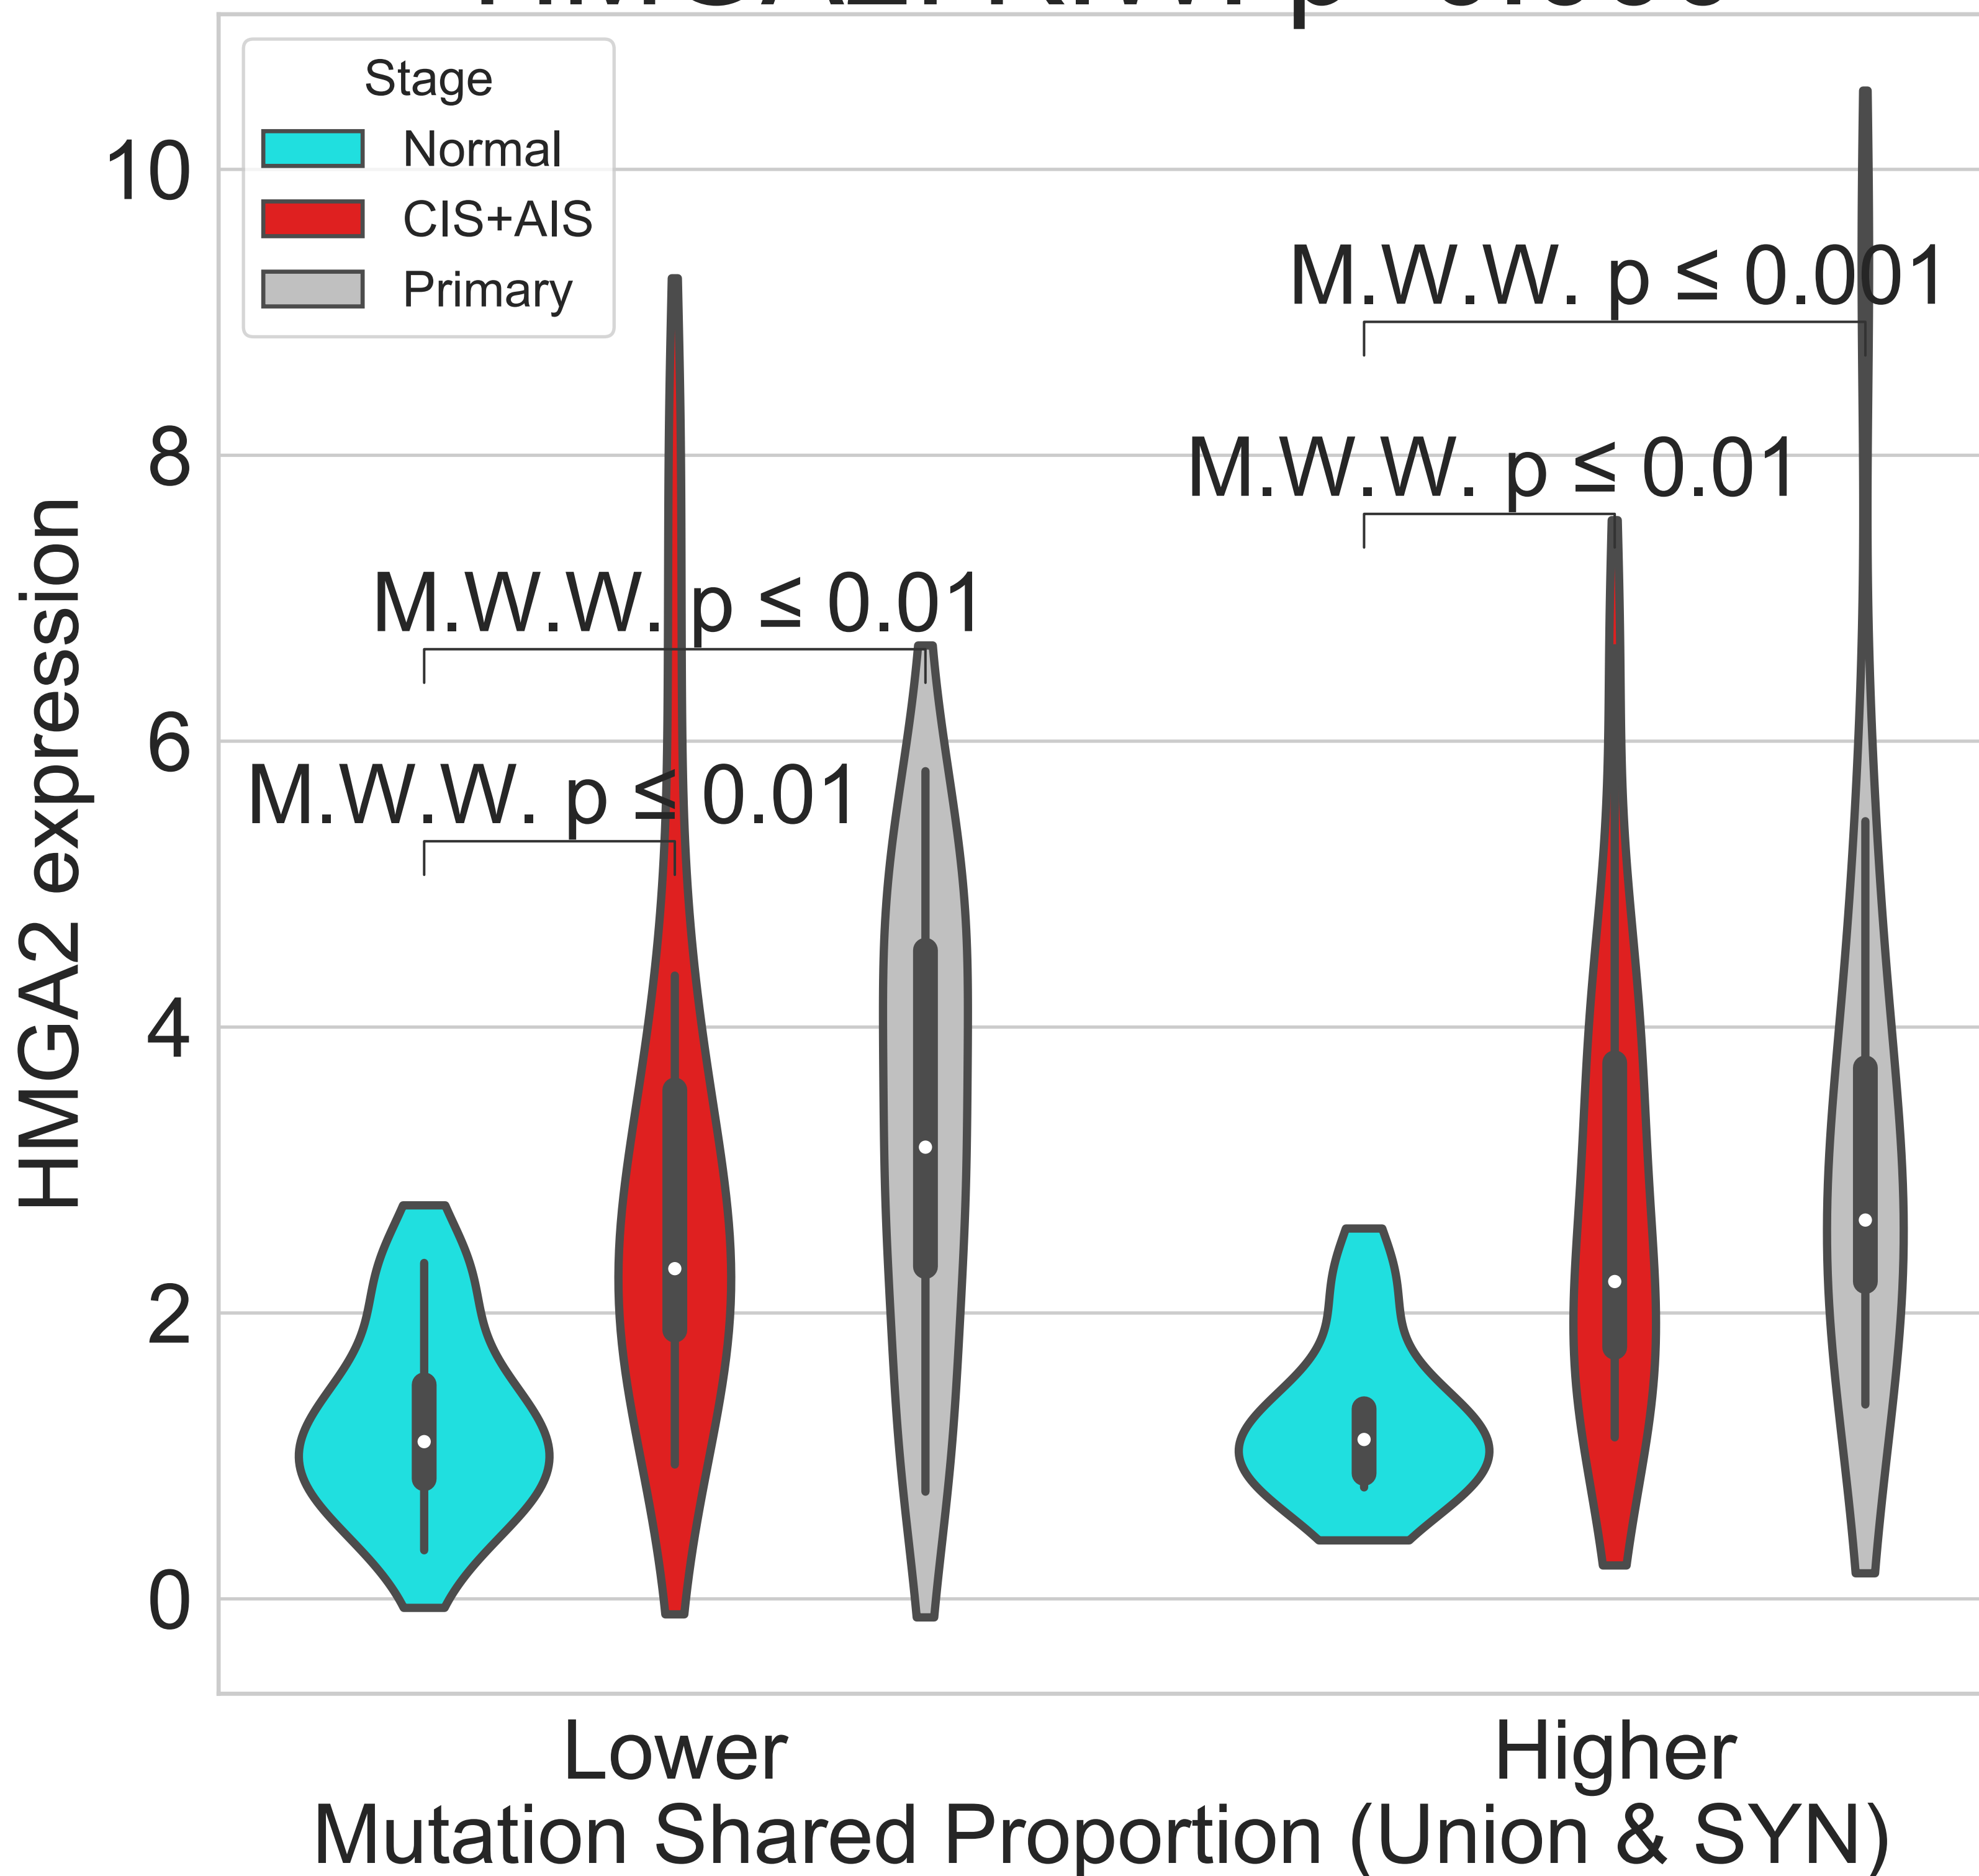 Stage
Normal
CIS+AIS
Primary
10
8
6
4
2
0
HMGA2 expression
M.W.W. p ≤ 0.001
M.W.W. p ≤ 0.01
M.W.W. p ≤ 0.01
M.W.W. p ≤ 0.01
Lower
Higher
Mutation Shared Proportion (Union & SYN)